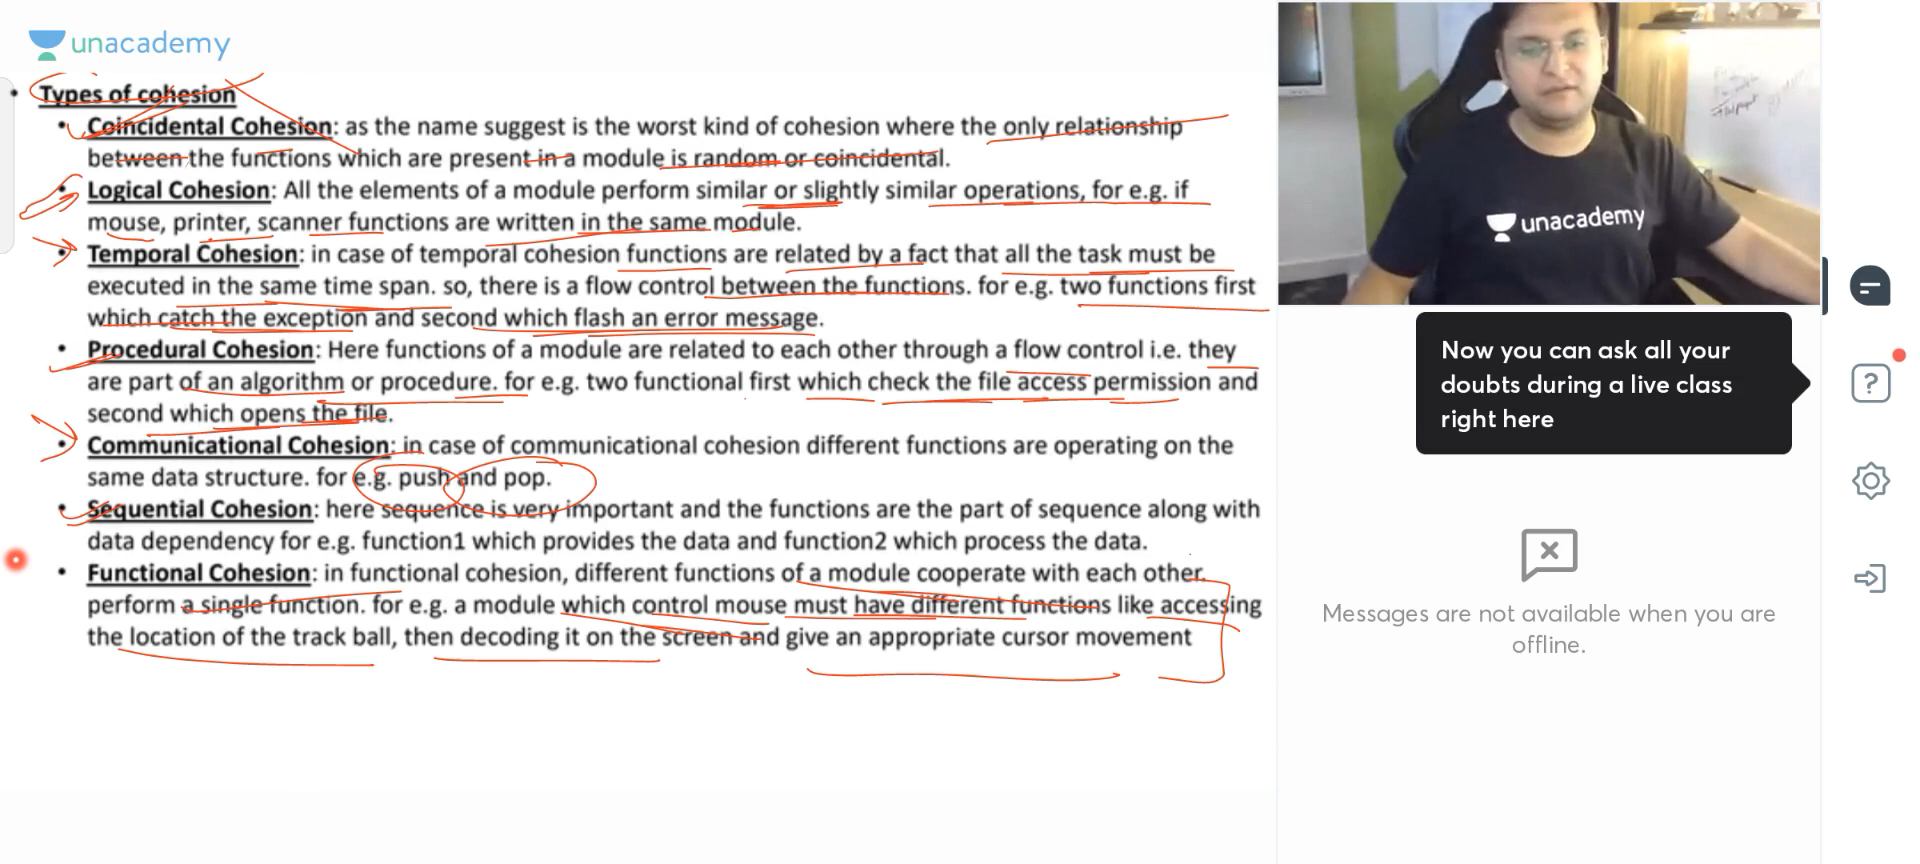 unacademy
• Types of cohesion
• Coincidental Cohesion: as the name suggest is the worst kind of cohesion where the only relationship
between the functions which are present in a module is random or coincidental.
• Logical Cohesion: All the elements of a module perform similar or slightly similar operations, for e.g. if
mouse, printer, scanner functions are written in the same module.
• Temporal Cohesion: in case of temporal cohesion functions are related by a fact that all the task must be
executed in the same time span. so, there is a flow control between the functions. for e.g. two functions first
which catch the exception and second which flash an error message.
• Procedural Cohesion: Here functions of a module are related to each other through a flow control i.e. they
are part of an algorithm or procedure. for e.g. two functional first which check the file access permission and
second which opens the file.
• Communicational Cohesion: in case of communicational cohesion different functions are operating on the
same data structure. for e.g. push and pop.
• Sequential Cohesion: here sequence is very important and the functions are the part of sequence along with
data dependency for e.g. function1 which provides the data and function2 which process the data.
• Functional Cohesion: in functional cohesion, different functions of a module cooperate with each other.
perform a single function. for e.g. a module which control mouse must have different functions like accessing
the location of the track ball, then decoding it on the screen and give an appropriate cursor movement
unacademy
Now you can ask all your
doubts during a live class
right here
?
Messages are not available when you are
offline.